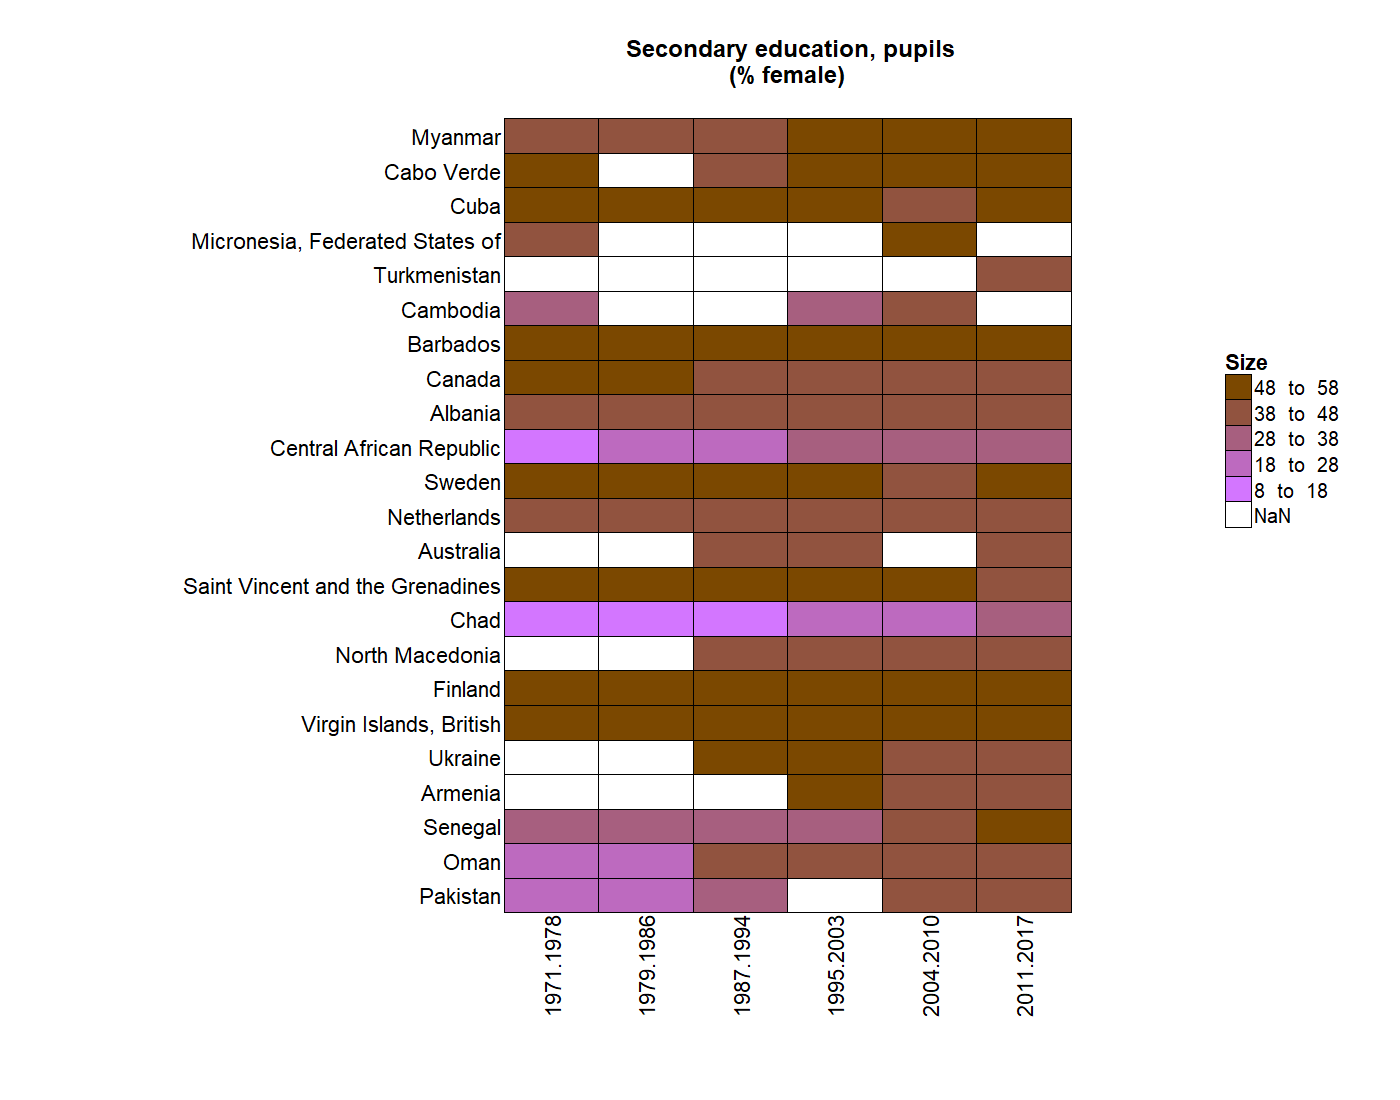 Secondary education, pupils
(% female)
Myanmar
Cabo Verde
Cuba
Micronesia, Federated States of
Turkmenistan
Cambodia
Barbados
Canada
Albania
Central African Republic
Sweden
Netherlands
Australia
Saint Vincent and the Grenadines
Chad
North Macedonia
Finland
Virgin Islands, British
Ukraine
Armenia
Senegal
Oman
Pakistan
1971.1978
1979.1986
1987.1994
1995.2003
2004.2010
2011.2017
Size
48 to 58
38 to 48
28 to 38
18 to 28
8 to 18
NaN